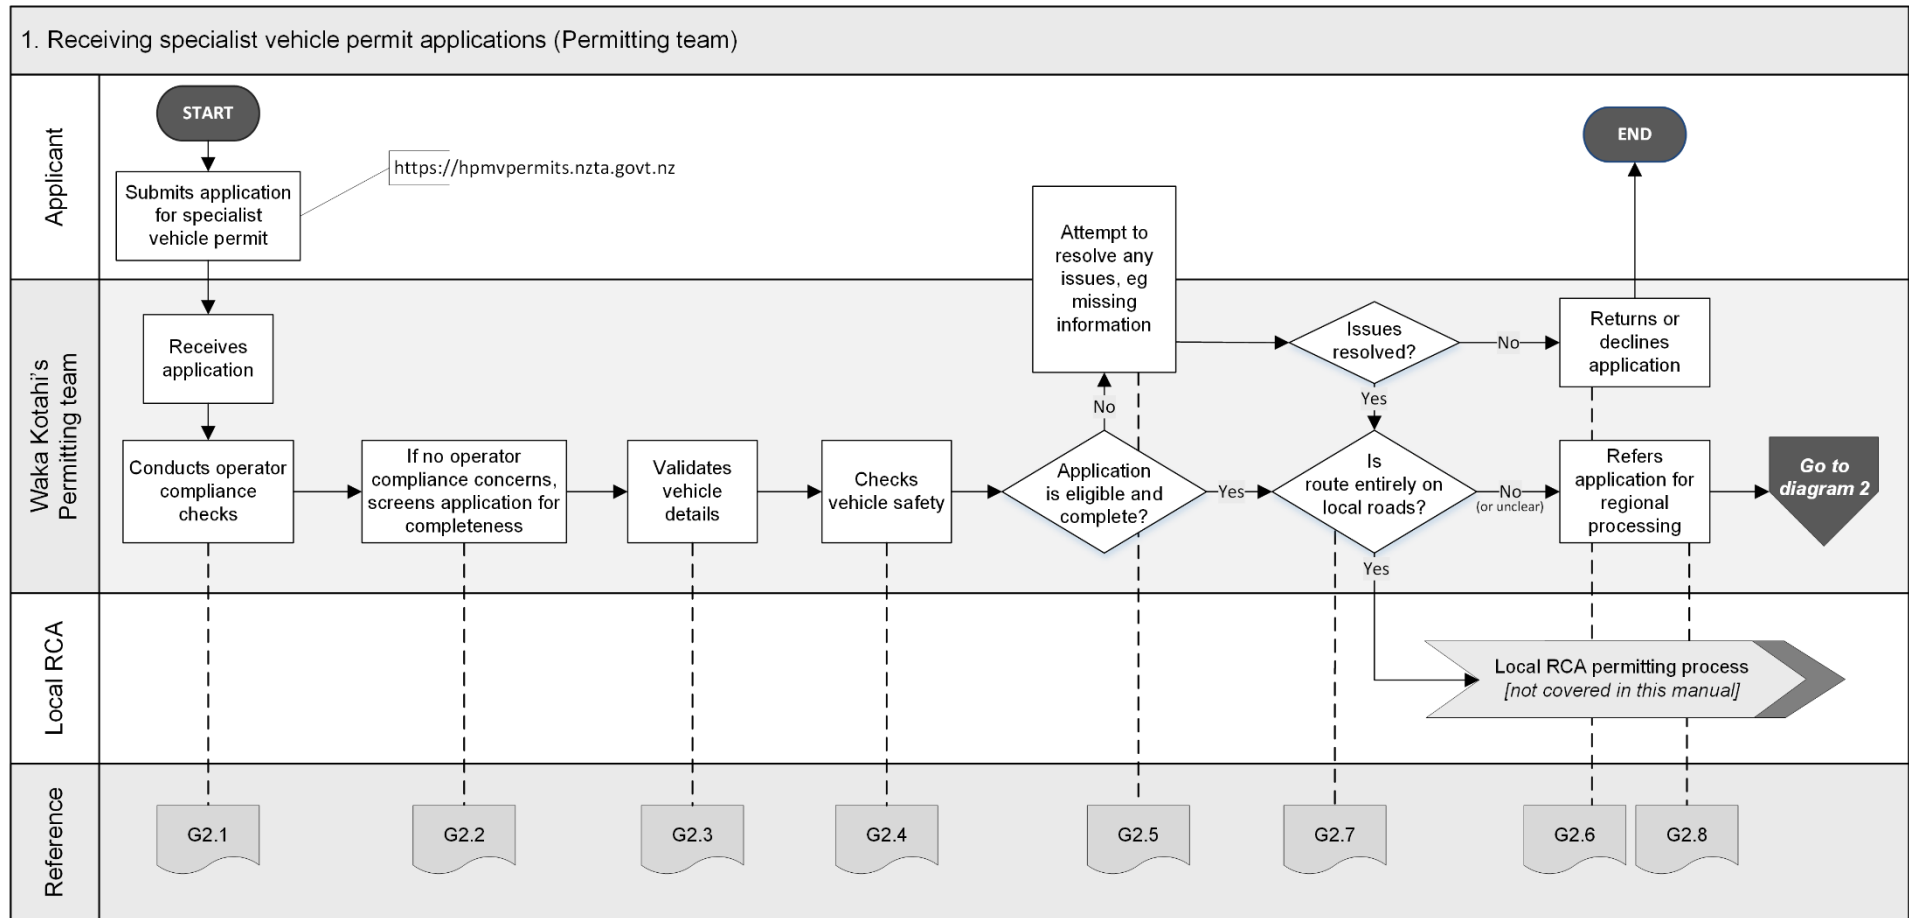 1. Receiving specialist vehicle permit applications (Permitting team)
Applicant
START
Submits application
for specialist
vehicle permit
https://hpmvpermits.nzta.govt.nz
Attempt to
resolve any
issues, eg
missing
information
END
Waka Kotahi's
Permitting team
Receives
application
Issues
resolved?
No
Returns or
declines
application
Yes
No
Conducts operator
compliance
checks
If no operator
compliance concerns,
screens application for
completeness
Validates
vehicle
details
Checks
vehicle safety
Application
is eligible and
complete?
Yes
Is
route entirely on
local roads?
No
(or unclear)
Refers
application for
regional
processing
Go to
diagram 2
Yes
Local RCA
Local RCA permitting process
[not covered in this manual]
Reference
G2.1
G2.2
G2.3
G2.4
G2.5
G2.7
G2.6
G2.8